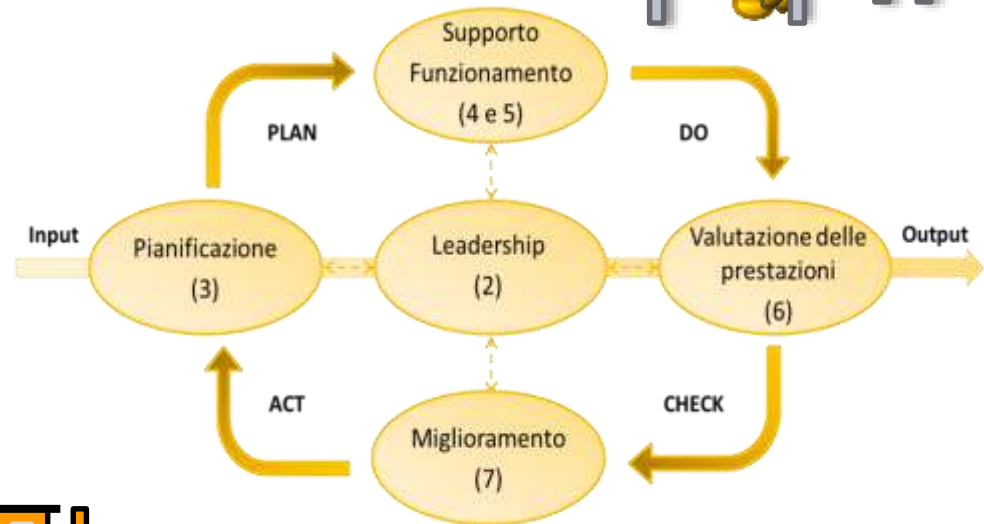 Supporto
Funzionamento
(4 e 5)
PLAN
DO
Input
Pianificazione
(3)
Leadership
(2)
Valutazione delle
prestazioni
(6)
Output
ACT
CHECK
Miglioramento
(7)